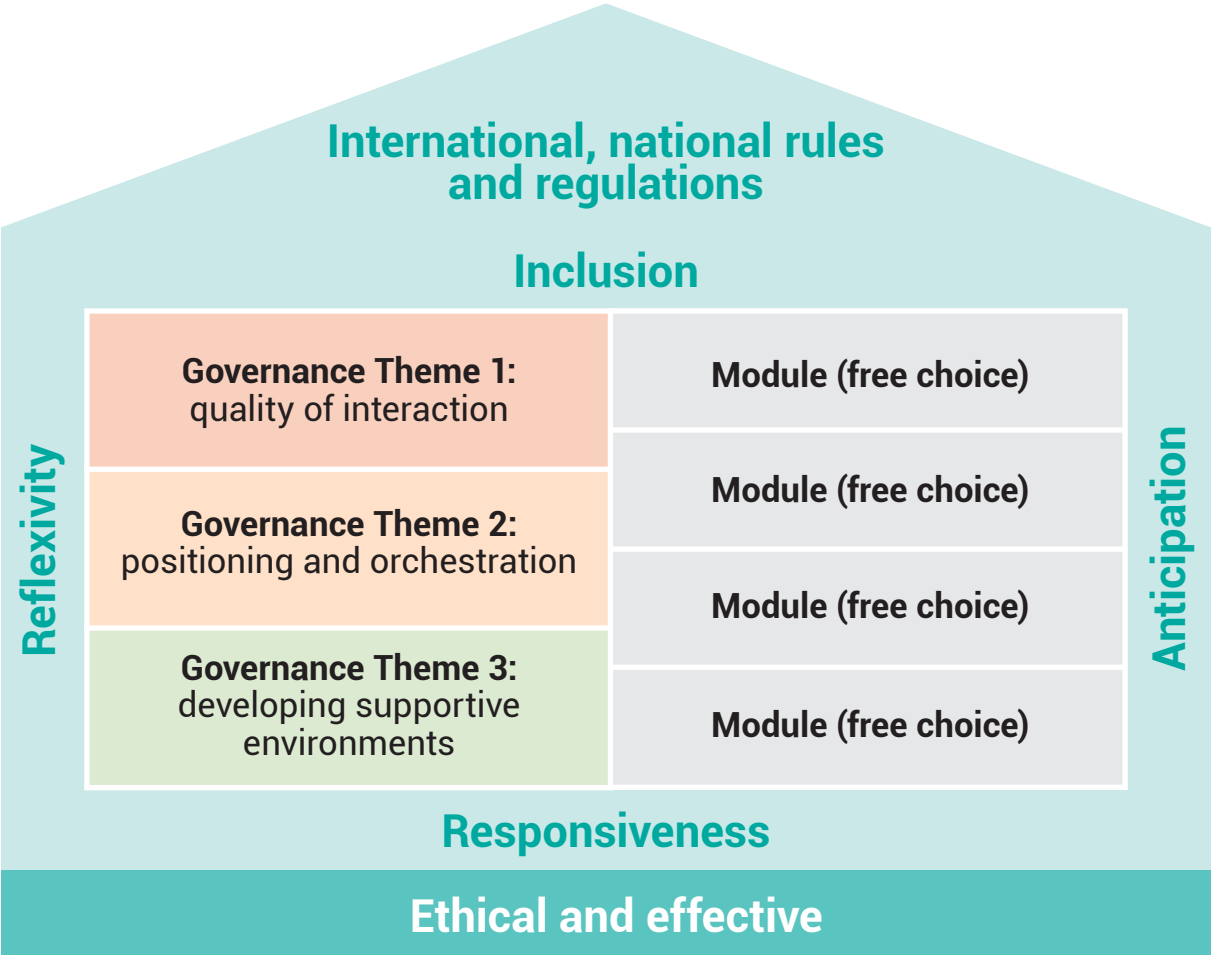 International, national rules
and regulations
Inclusion
Reflexivity
Governance Theme 1:
quality of interaction
Governance Theme 2:
positioning and orchestration
Governance Theme 3:
developing supportive
environments
Module (free choice)
Module (free choice)
Module (free choice)
Module (free choice)
Anticipation
Responsiveness
Ethical and effective